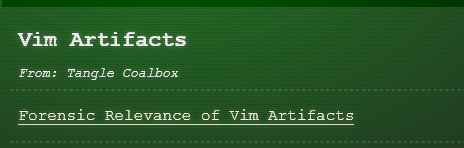 Vim Artifacts
From: Tangle Coalbox
Forensic Relevance of Vim Artifacts